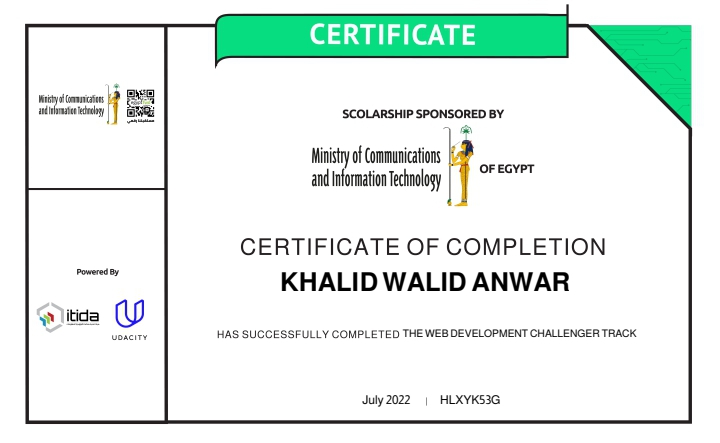 CERTIFICATE
Ministry of Communications
and Information Technology
SCOLARSHIP SPONSORED BY
Ministry of Communications
and Information Technology
OF EGYPT
CERTIFICATE OF COMPLETION
KHALID WALID ANWAR
Powered By
itida
UDACITY
HAS SUCCESSFULLY COMPLETED THE WEB DEVELOPMENT CHALLENGER TRACK
July 2022 | HLXYK53G